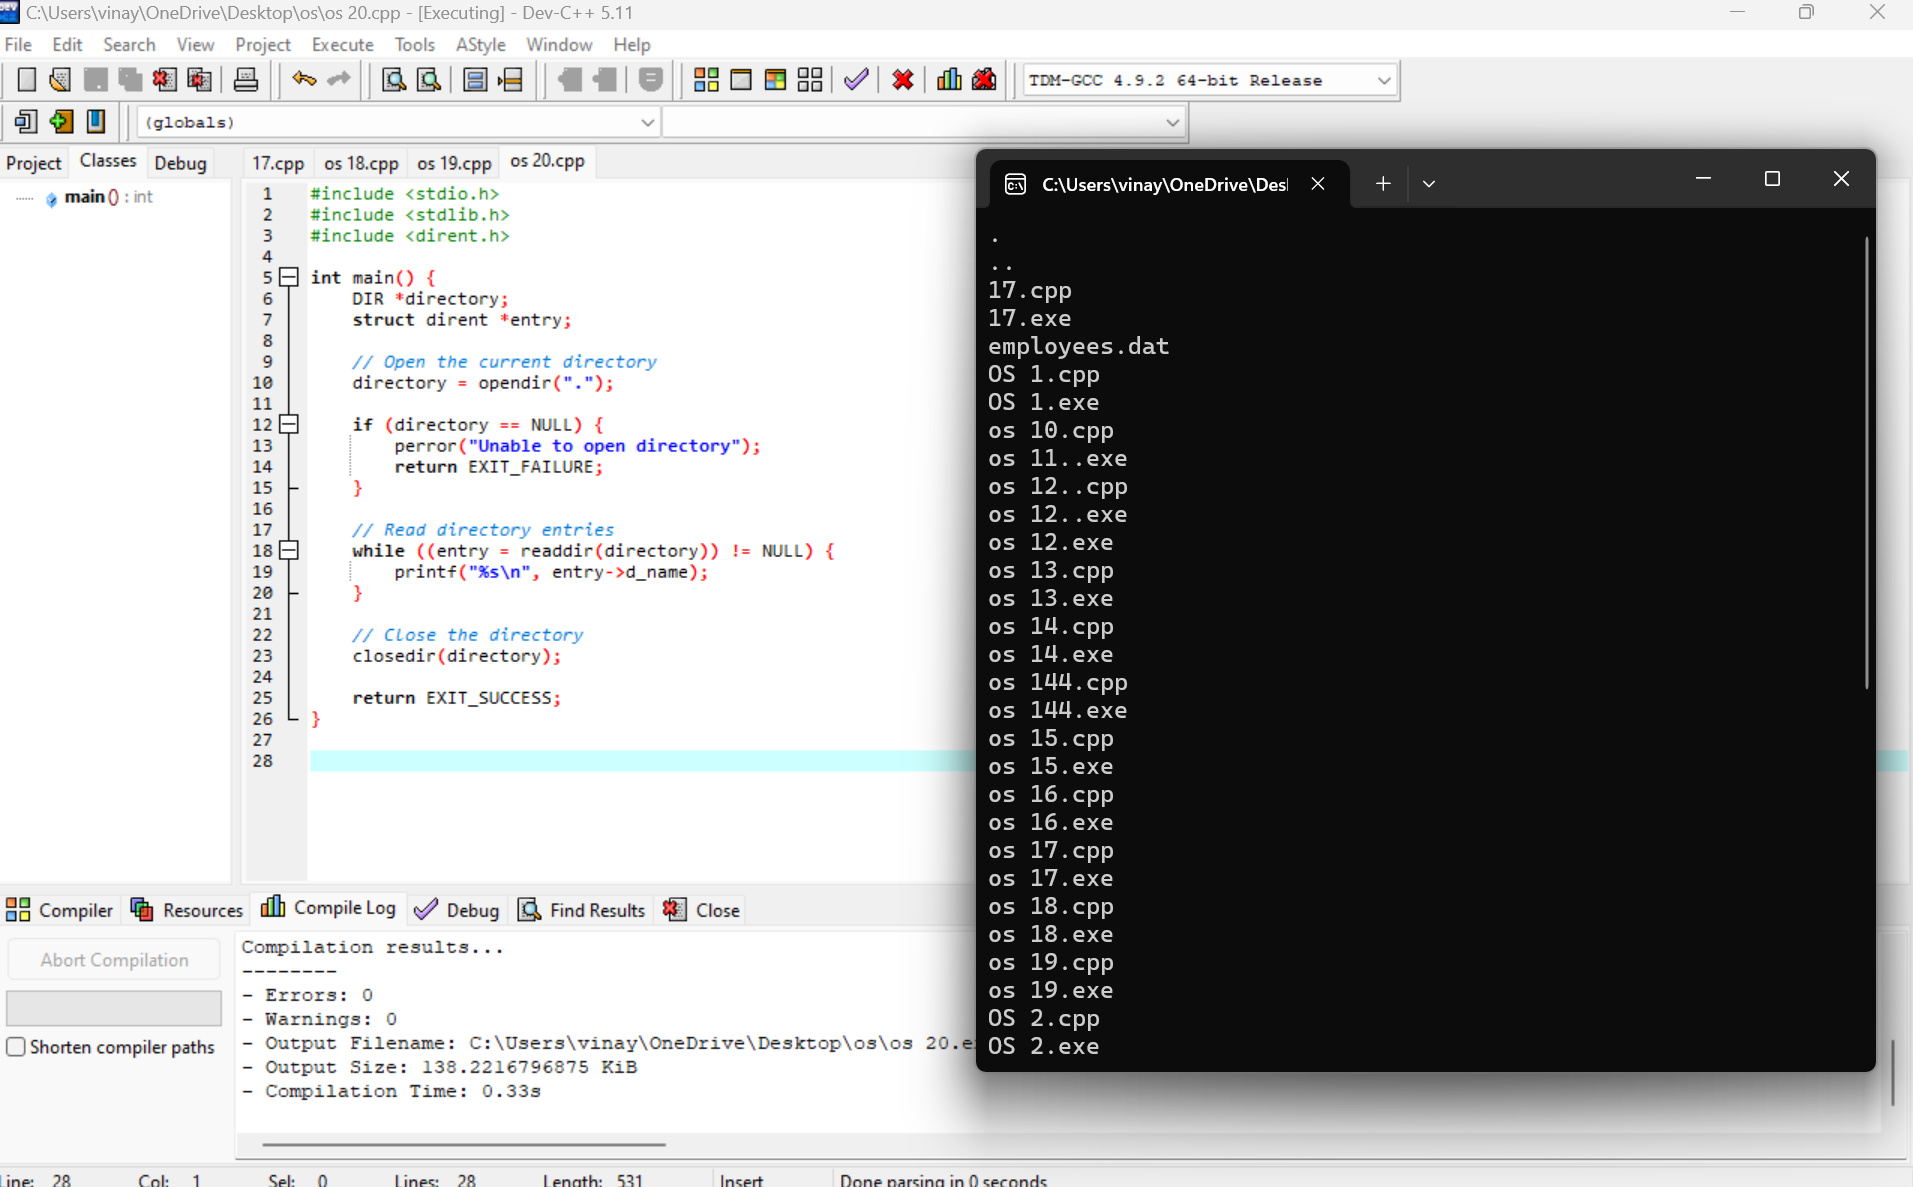 C:\Users\vinay\OneDrive\Desktop\os\os 20.cpp - [Executing] - Dev-C++ 5.11
File Edit Search View Project Execute Tools AStyle Window Help
TDM-GCC 4.9.2 64-bit Release
(globals)
Project Classes Debug
17.cpp os 18.cpp os 19.cpp os 20.cpp
main () : int
1 #include <stdio.h>
2 #include <stdlib.h>
3 #include <dirent.h>
4
5 int main() {
6 DIR *directory;
7 struct dirent *entry;
8
9 // Open the current directory
10 directory = opendir(".");
11
12 if (directory == NULL) {
13 perror("Unable to open directory");
14 return EXIT_FAILURE;
15 }
16
17 // Read directory entries
18 while ((entry = readdir(directory)) != NULL) {
19 printf("%s\n", entry->d_name);
20 }
21
22 // Close the directory
23 closedir(directory);
24
25 return EXIT_SUCCESS;
26 }
27
28
C:\Users\vinay\OneDrive\Des
.
..
17.cpp
17.exe
employees.dat
OS 1.cpp
OS 1.exe
os 10.cpp
os 11..exe
os 12..cpp
os 12..exe
os 12.exe
os 13.cpp
os 13.exe
os 14.cpp
os 14.exe
os 144.cpp
os 144.exe
os 15.cpp
os 15.exe
os 16.cpp
os 16.exe
os 17.cpp
os 17.exe
os 18.cpp
os 18.exe
os 19.cpp
os 19.exe
OS 2.cpp
OS 2.exe
Compiler Resources Compile Log Debug Find Results Close
Abort Compilation
Shorten compiler paths
Compilation results...
--------
- Errors: 0
- Warnings: 0
- Output Filename: C:\Users\vinay\OneDrive\Desktop\os\os 20.e
- Output Size: 138.2216796875 KiB
- Compilation Time: 0.33s
Line: 28 Col: 1 Sel: 0 Lines: 28 Length: 531 Insert Done parsing in 0 seconds